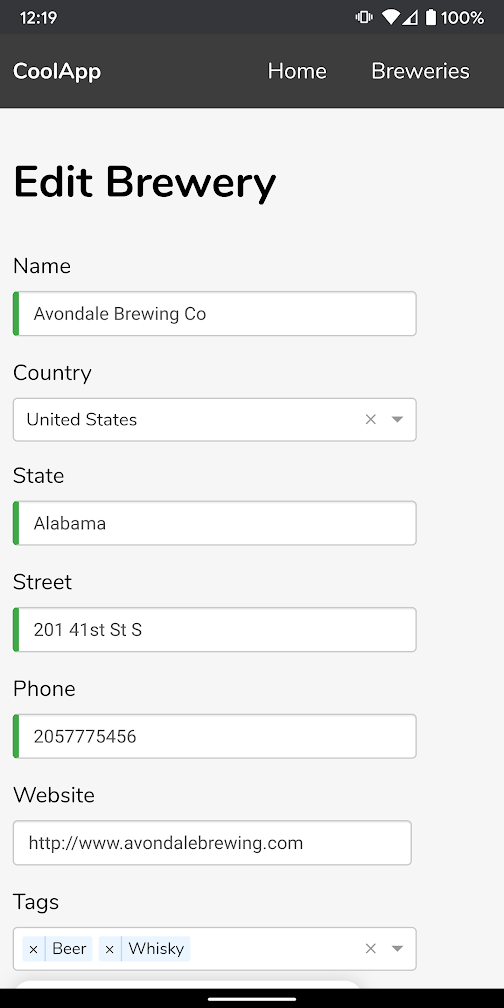 12:19 100%
CoolApp Home Breweries
Edit Brewery
Name
Avondale Brewing Co
Country
United States ×
State
Alabama
Street
201 41st St S
Phone
2057775456
Website
http://www.avondalebrewing.com
Tags
× Beer × Whisky ×